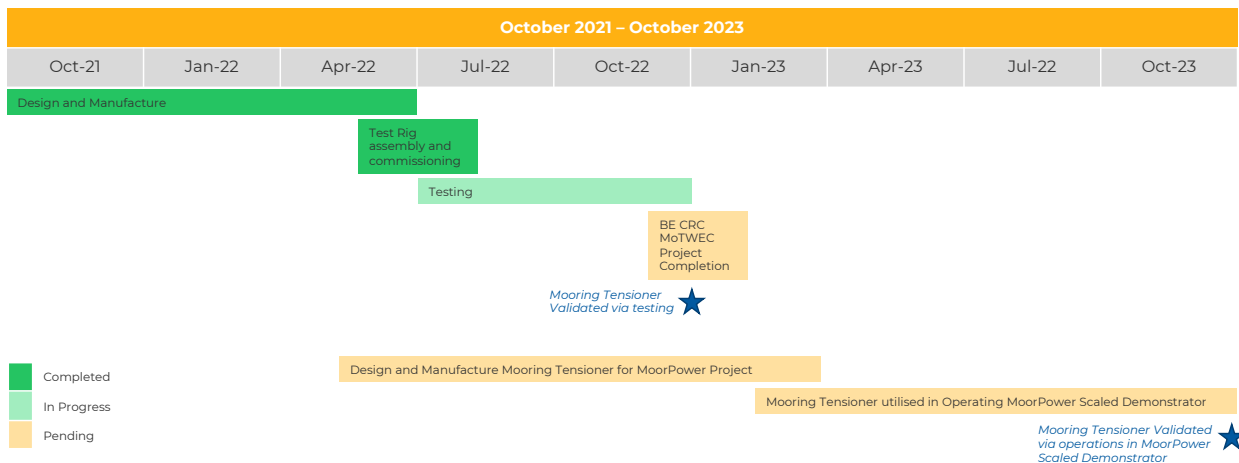 October 2021 – October 2023
Oct-21 Jan-22 Apr-22 Jul-22 Oct-22 Jan-23 Apr-23 Jul-22 Oct-23
Design and Manufacture
Test Rig
assembly and
commissioning
Testing
BE CRC
MoTWEC
Project
Completion
Mooring Tensioner
Validated via testing
Design and Manufacture Mooring Tensioner for MoorPower Project
Mooring Tensioner utilised in Operating MoorPower Scaled Demonstrator
Mooring Tensioner Validated
via operations in MoorPower
Scaled Demonstrator
Completed
In Progress
Pending